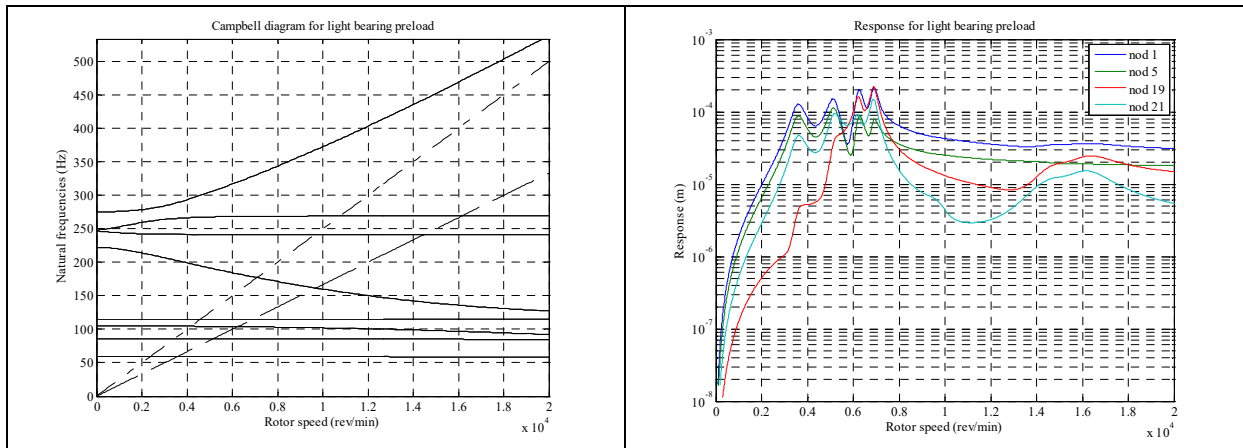 Campbell diagram for light bearing preload
500
450
400
350
300
250
200
150
100
50
0
Natural frequencies (Hz)
0 0.2 0.4 0.6 0.8 1 1.2 1.4 1.6 1.8 2
Rotor speed (rev/min)
x 10^4
Response for light bearing preload
10^-3
10^-4
10^-5
10^-6
10^-7
10^-8
Response (m)
nod 1
nod 5
nod 19
nod 21
0 0.2 0.4 0.6 0.8 1 1.2 1.4 1.6 1.8 2
Rotor speed (rev/min)
x 10^4